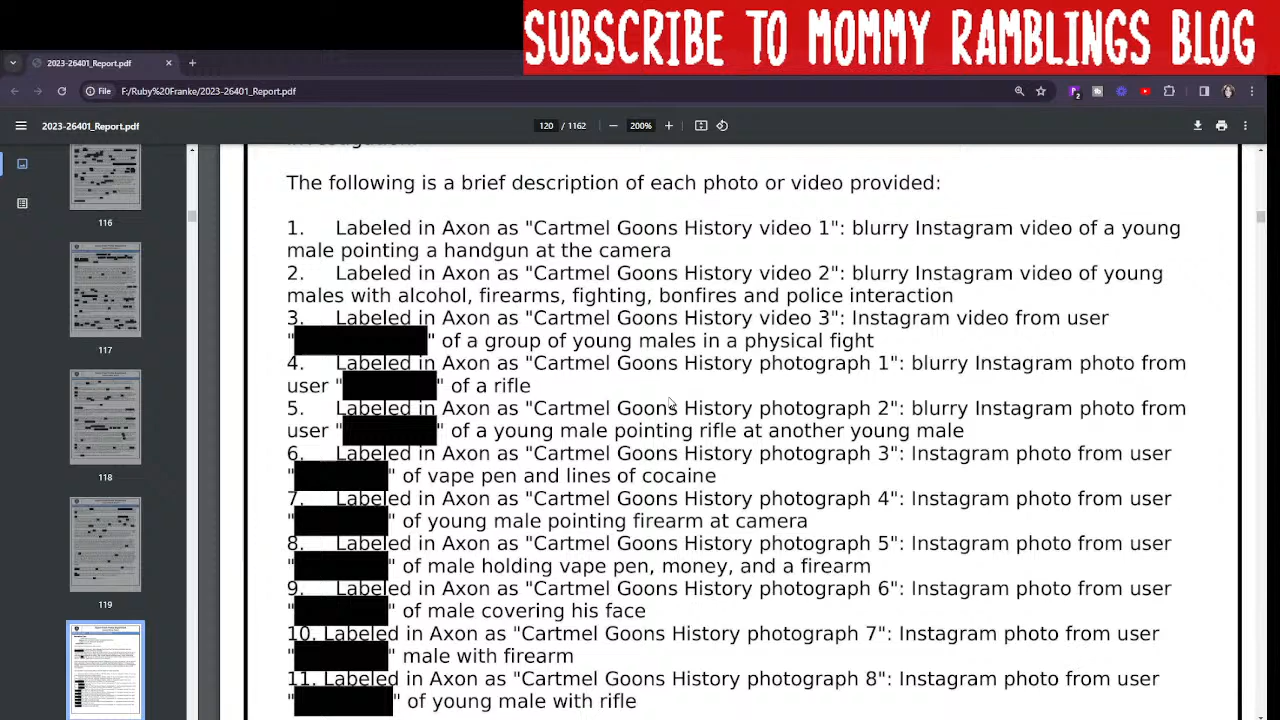 SUBSCRIBE TO MOMMY RAMBLINGS BLOG
2023-26401_Report.pdf
File F:/Ruby%20Franke/2023-26401_Report.pdf
2023-26401_Report.pdf 120 / 1162 200%
The following is a brief description of each photo or video provided:
1. Labeled in Axon as "Cartmel Goons History video 1": blurry Instagram video of a young
male pointing a handgun at the camera
2. Labeled in Axon as "Cartmel Goons History video 2": blurry Instagram video of young
males with alcohol, firearms, fighting, bonfires and police interaction
3. Labeled in Axon as "Cartmel Goons History video 3": Instagram video from user
" " of a group of young males in a physical fight
4. Labeled in Axon as "Cartmel Goons History photograph 1": blurry Instagram photo from
user " " of a rifle
5. Labeled in Axon as "Cartmel Goons History photograph 2": blurry Instagram photo from
user " " of a young male pointing rifle at another young male
6. Labeled in Axon as "Cartmel Goons History photograph 3": Instagram photo from user
" " of vape pen and lines of cocaine
7. Labeled in Axon as "Cartmel Goons History photograph 4": Instagram photo from user
" " of young male pointing firearm at camera
8. Labeled in Axon as "Cartmel Goons History photograph 5": Instagram photo from user
" " of male holding vape pen, money, and a firearm
9. Labeled in Axon as "Cartmel Goons History photograph 6": Instagram photo from user
" " of male covering his face
10. Labeled in Axon as "Cartmel Goons History photograph 7": Instagram photo from user
" " male with firearm
11. Labeled in Axon as "Cartmel Goons History photograph 8": Instagram photo from user
" " of young male with rifle
116
117
118
119